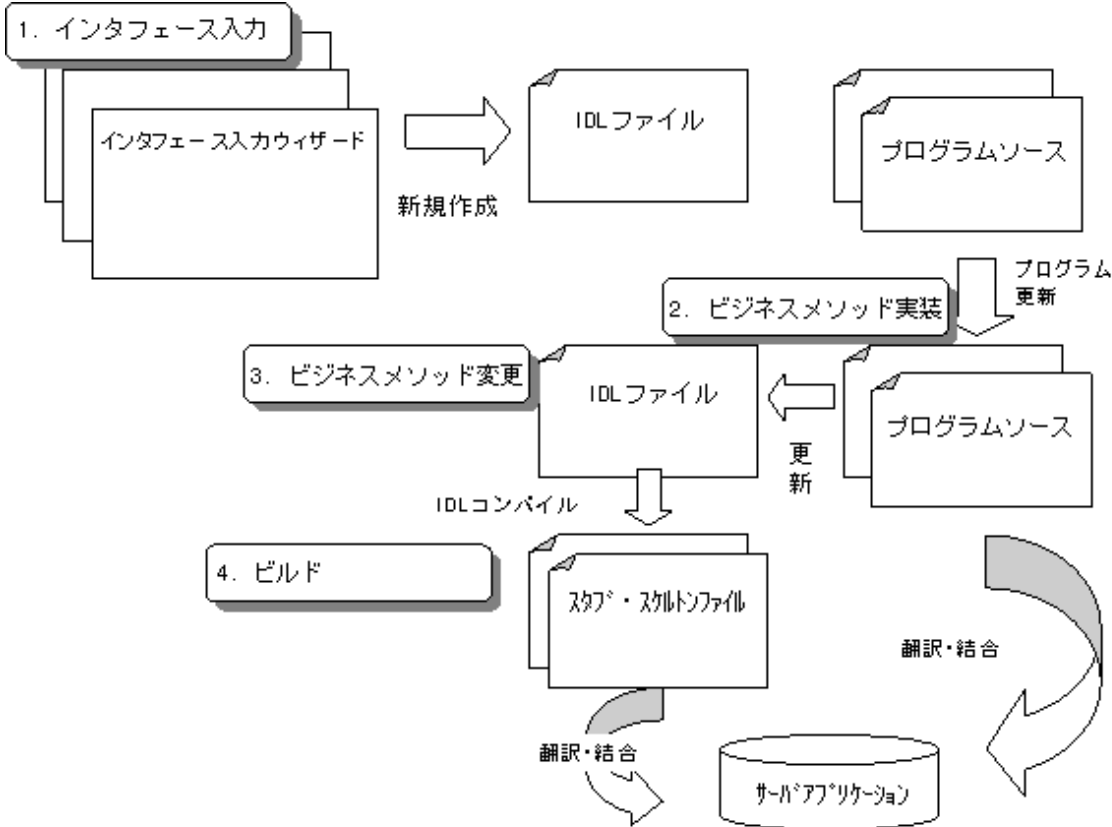 1. インタフェース入力
インタフェース入力ウィザード
新規作成
IDLファイル
プログラムソース
プログラム
更新
2. ビジネスメソッド実装
3. ビジネスメソッド変更
IDLファイル
更
新
プログラムソース
IDLコンパイル
4. ビルド
ｽﾀﾌﾞ・ｽｹﾙﾄﾝﾌｧｲﾙ
翻訳・結合
翻訳・結合
ｻｰﾊﾞｱﾌﾟﾘｹｰｼｮﾝ